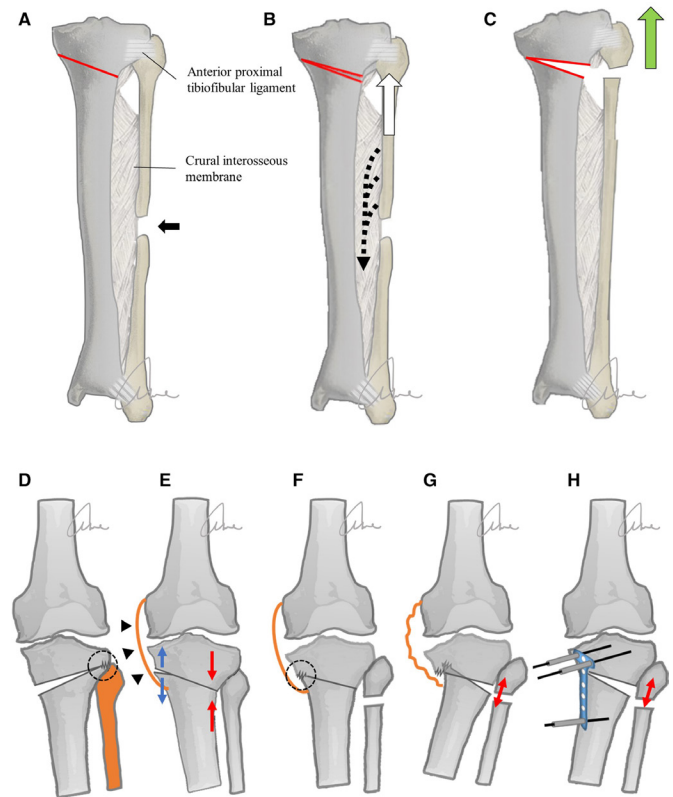 A
B
C
Anterior proximal
tibiofibular ligament
Crural interosseous
membrane
D
E
F
G
H